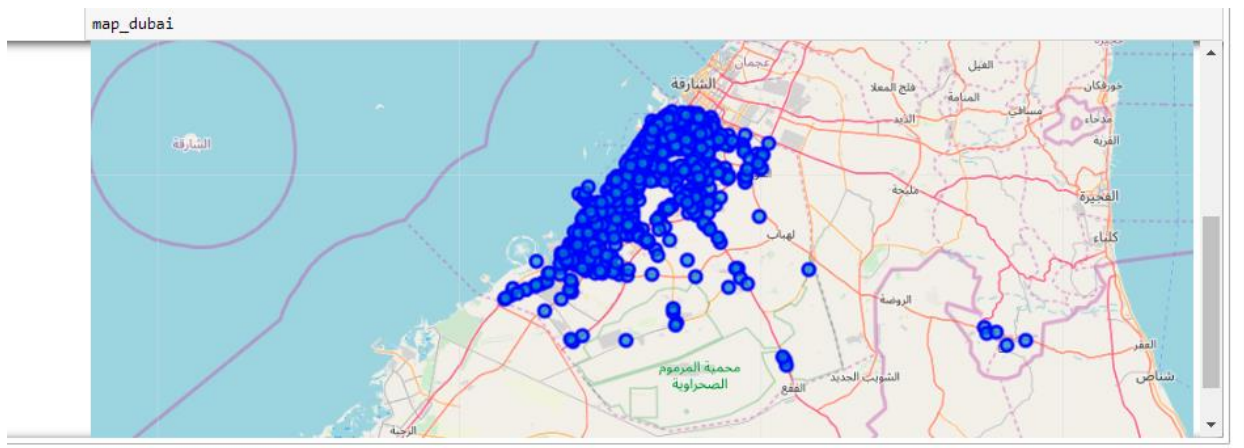 map_dubai
عجمان
الشارقة
الفيل
فلج المعلا
المنامة
خورفكان
مسافي
الذيد
مدحاء
القرية
الشارقة
مليحة
الفجيرة
لهباب
كلباء
الروضة
محمية المرموم
الصحراوية
الشويب الجديد
الفقع
العقر
شناص
الرحبة